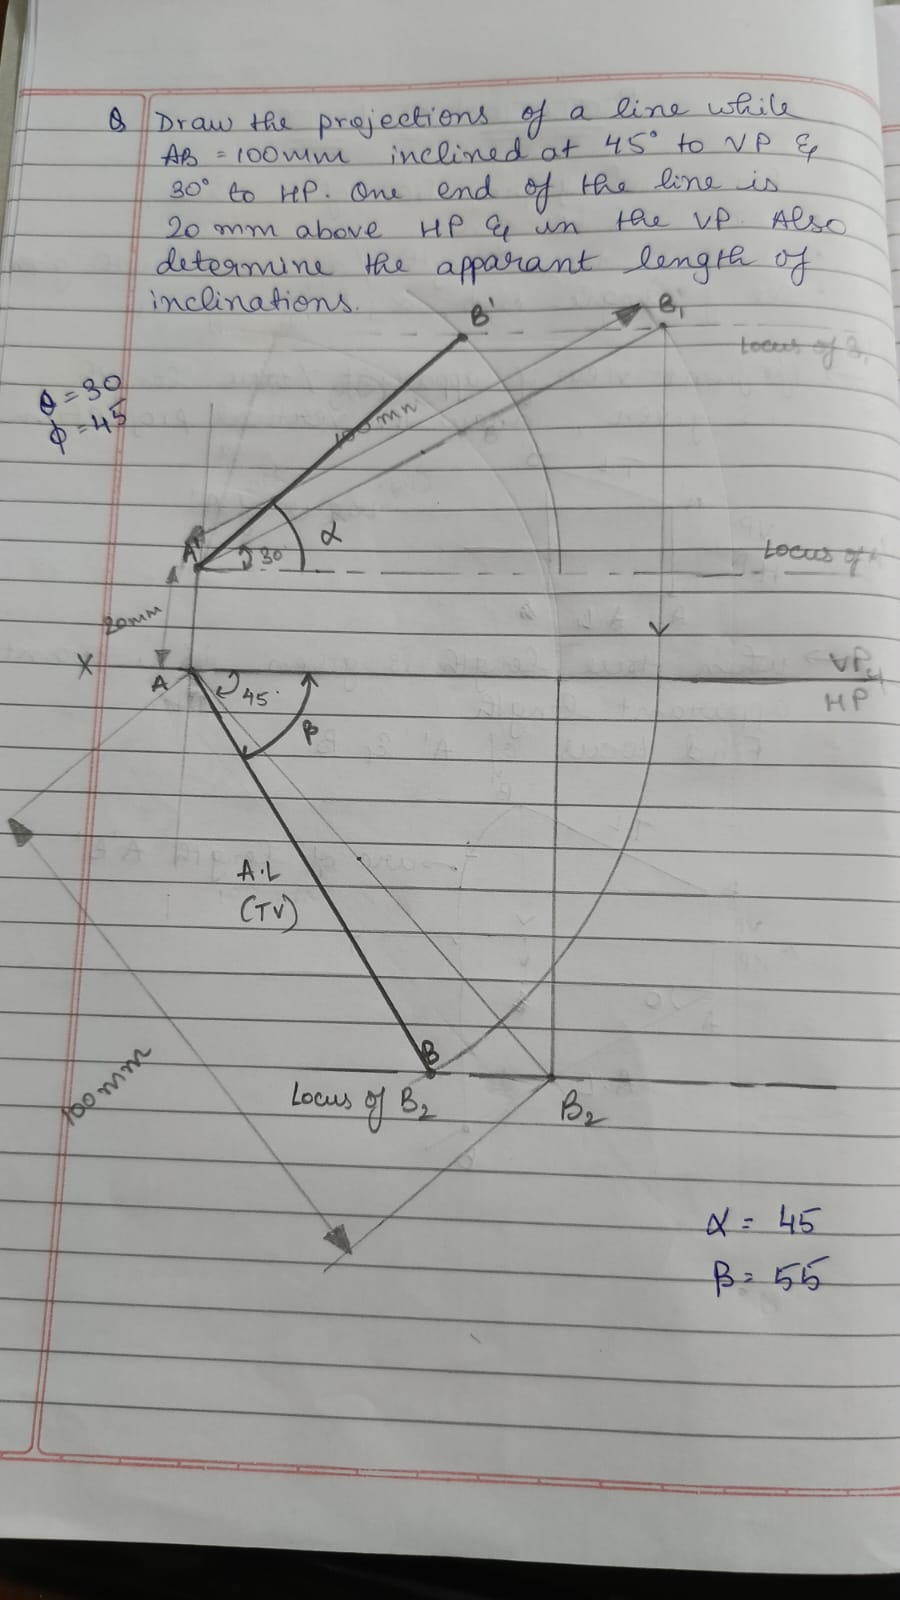 Q Draw the projections of a line while
AB = 100mm inclined at 45° to VP &
30° to HP. One end of the line is
20 mm above HP & in the VP. Also
determine the apparant length of
inclinations.
B'
B₁
Locus of B₁
θ = 30
ϕ = 45
100 mm
α
A'
30
Locus of
20mm
X
A
45°
β
VP
HP
A.L
(TV)
100mm
B
Locus of B₂
B₂
α = 45
β = 55